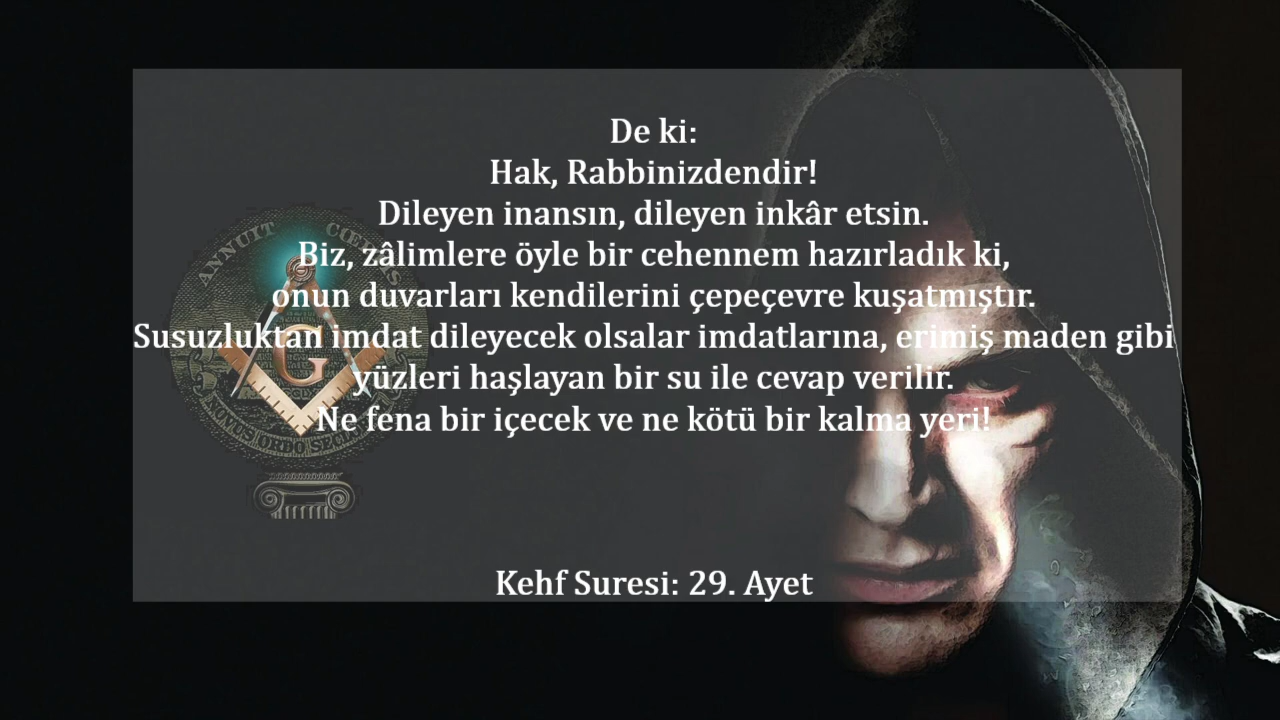 De ki:
Hak, Rabbinizdendir!
Dileyen inansın, dileyen inkâr etsin.
Biz, zâlimlere öyle bir cehennem hazırladık ki,
onun duvarları kendilerini çepeçevre kuşatmıştır.
Susuzluktan imdat dileyecek olsalar imdatlarına, erimiş maden gibi
yüzleri haşlayan bir su ile cevap verilir.
Ne fena bir içecek ve ne kötü bir kalma yeri!
Kehf Suresi: 29. Ayet
ANNUIT
G